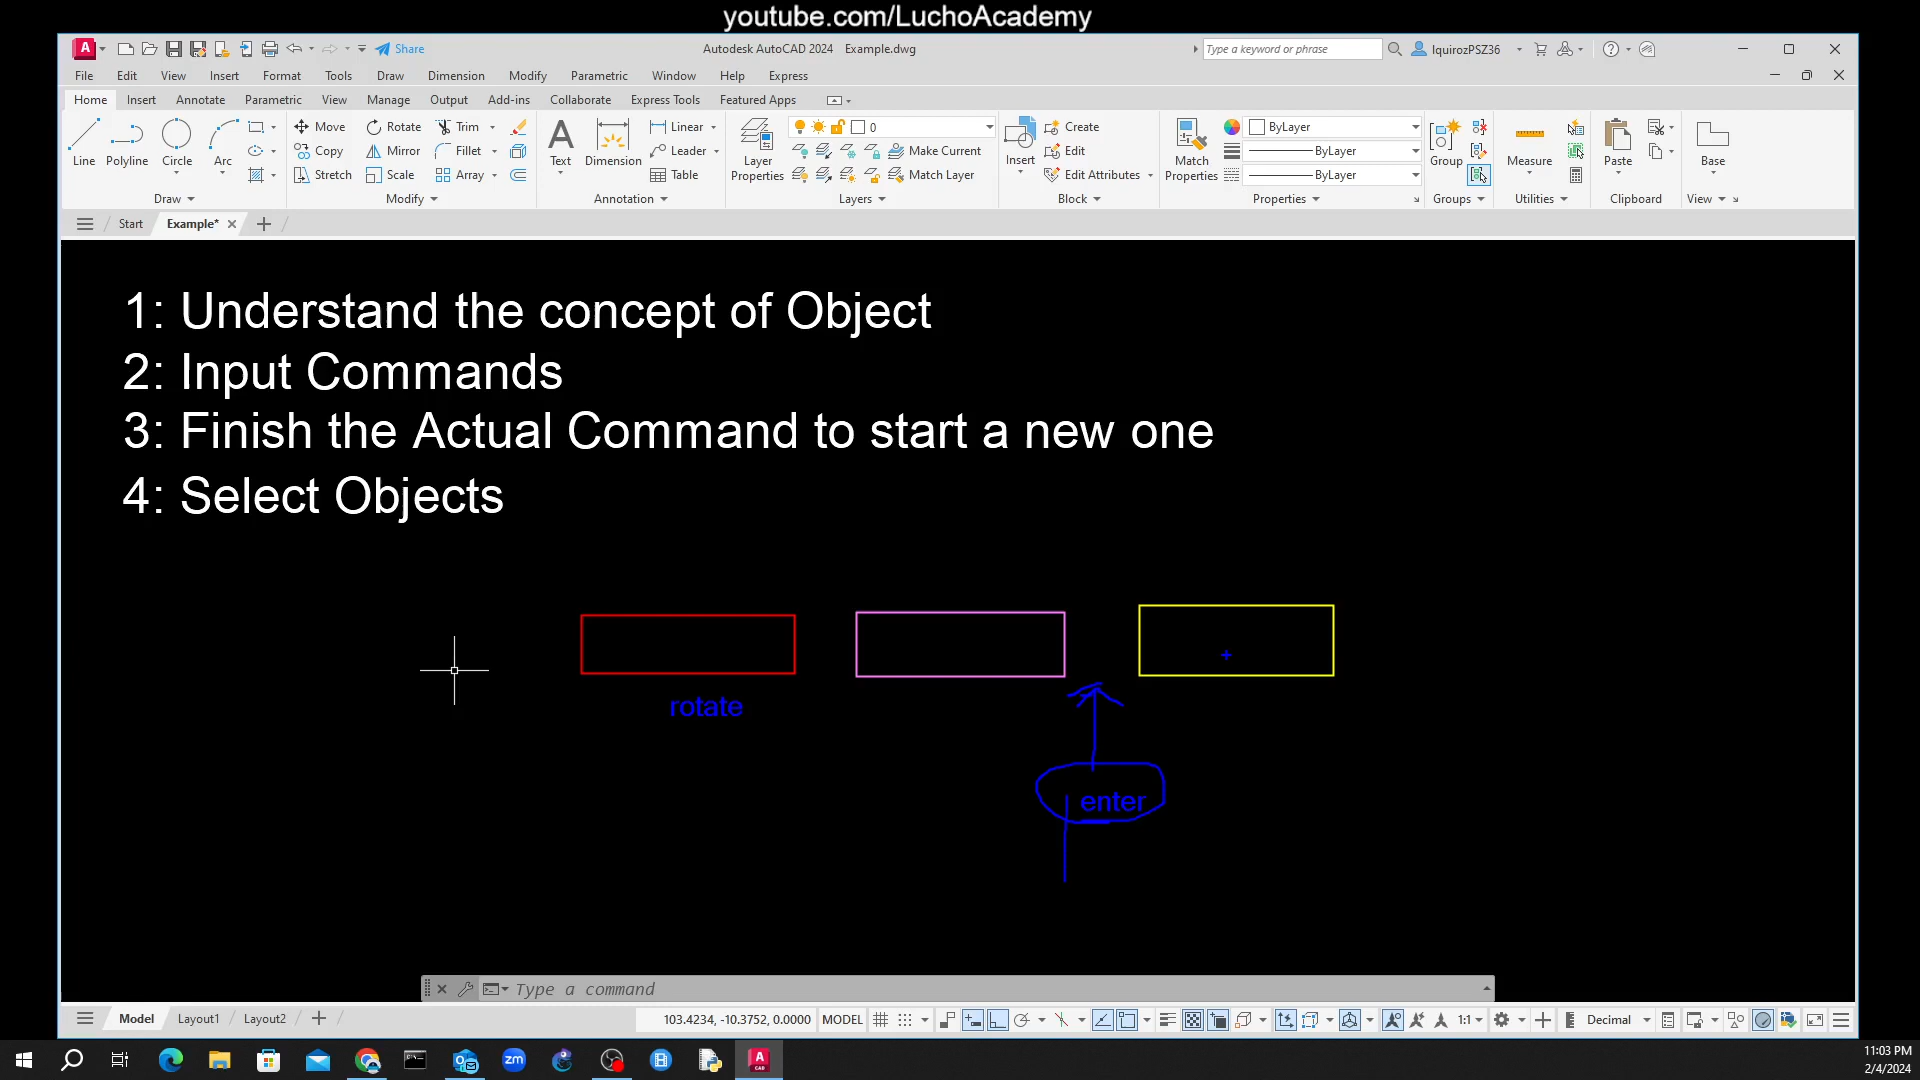 youtube.com/LuchoAcademy
Share
Autodesk AutoCAD 2024 Example.dwg
Type a keyword or phrase
lquirozPSZ36
File Edit View Insert Format Tools Draw Dimension Modify Parametric Window Help Express
Home Insert Annotate Parametric View Manage Output Add-ins Collaborate Express Tools Featured Apps
Line Polyline Circle Arc
Draw
Move Rotate Trim
Copy Mirror Fillet
Stretch Scale Array
Modify
Text Dimension
Linear
Leader
Table
Annotation
Layer Properties
0
Make Current
Match Layer
Layers
Insert
Create
Edit
Edit Attributes
Block
Match Properties
ByLayer
ByLayer
ByLayer
Properties
Group
Groups
Measure
Utilities
Paste
Clipboard
Base
View
Start Example*
1: Understand the concept of Object
2: Input Commands
3: Finish the Actual Command to start a new one
4: Select Objects
rotate
enter
Type a command
Model Layout1 Layout2
103.4234, -10.3752, 0.0000 MODEL 1:1 Decimal
zm
A CAD
11:03 PM
2/4/2024